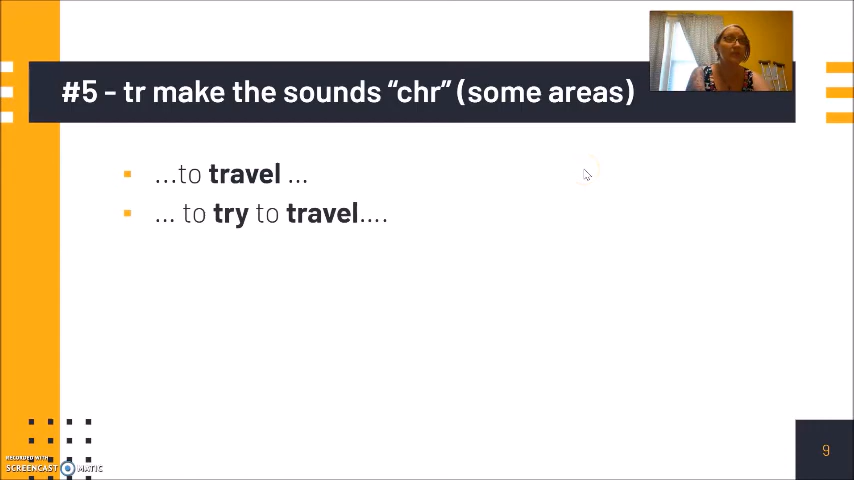 #5 - tr make the sounds “chr” (some areas)
▪ ...to travel ...
▪ ... to try to travel....
9
RECORDED WITH
SCREENCAST MATIC